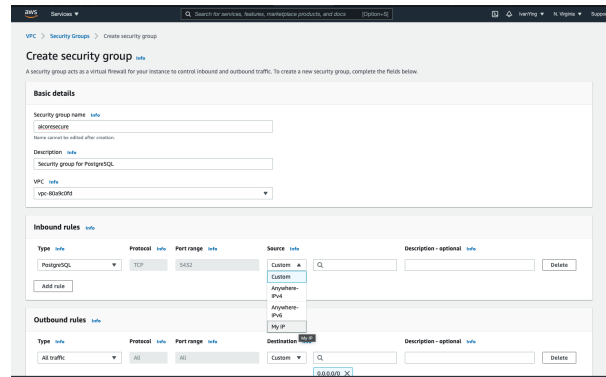 aws Services ▼ Search for services, features, marketplace products, and docs [Option+S] IvanYing ▼ N. Virginia ▼ Suppor
VPC > Security Groups > Create security group
Create security group Info
A security group acts as a virtual firewall for your instance to control inbound and outbound traffic. To create a new security group, complete the fields below.
Basic details
Security group name Info
aicoresecure
Name cannot be edited after creation.
Description Info
Security group for PostgreSQL
VPC Info
vpc-80a9c0fd
Inbound rules Info
Type Info Protocol Info Port range Info Source Info Description - optional Info
PostgreSQL TCP 5432 Custom Delete
Custom
Add rule
Anywhere-IPv4
Anywhere-IPv6
My IP
My IP
Outbound rules Info
Type Info Protocol Info Port range Info Destination Info Description - optional Info
All traffic All All Custom Delete
0.0.0.0/0 X